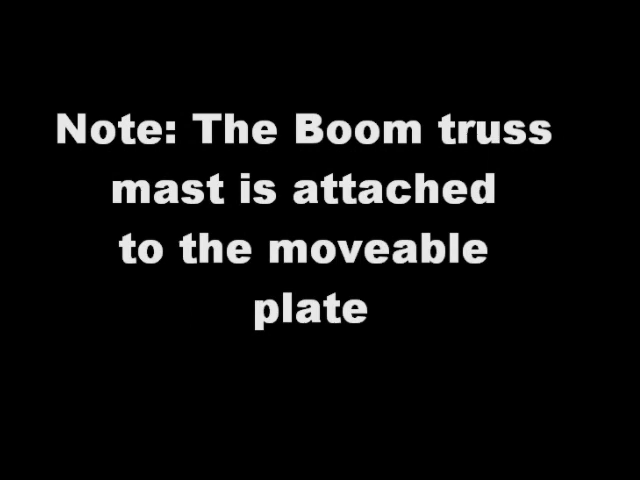 Note: The Boom truss
mast is attached
to the moveable
plate